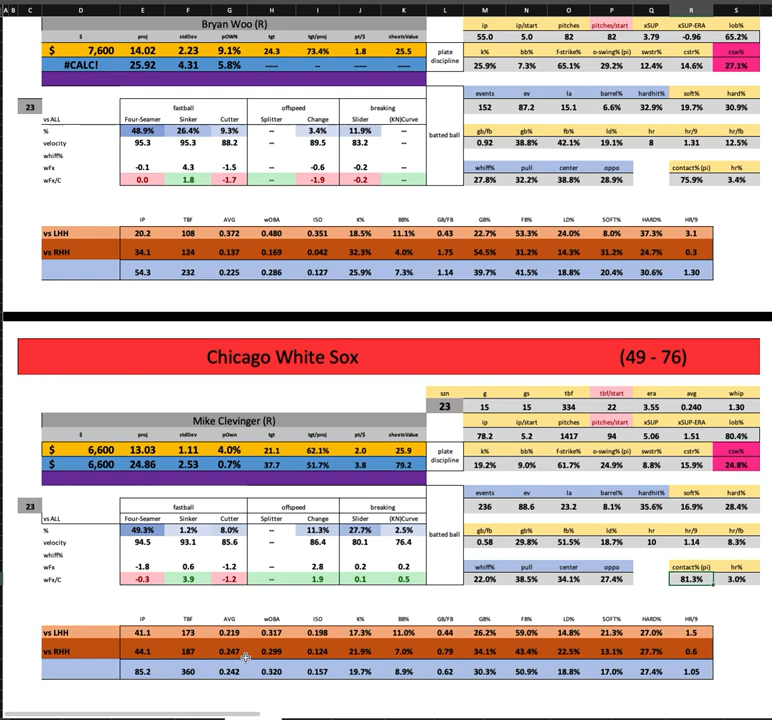 C D E F G H I J K L M N O P Q R S
Bryan Woo (R)
ip ip/start pitches pitches/start xSUP xSUP-ERA lob%
55.0 5.0 82 82 3.79 -0.96 65.2%
$ proj stdDev pOWN tgt tgt/proj pt/$ sheetsValue
$ 7,600 14.02 2.23 9.1% 24.3 73.4% 1.8 25.5
#CALC! 25.92 4.31 5.8% ---- -- ---- ----
plate discipline
k% bb% f-strike% o-swing% (pi) swstr% cstr% csw%
25.9% 7.3% 65.1% 29.2% 12.4% 14.6% 27.1%
23
fastball offspeed breaking
vs ALL Four-Seamer Sinker Cutter Splitter Change Slider (KN)Curve
% 48.9% 26.4% 9.3% -- 3.4% 11.9% --
velocity 95.3 95.3 88.2 -- 89.5 83.2 --
whiff%
wFx -0.1 4.3 -1.5 -0.6 -0.2 --
wFx/C 0.0 1.8 -1.7 -- -1.9 -0.2 --
batted ball
events ev la barrel% hardhit% soft% hard%
152 87.2 15.1 6.6% 32.9% 19.7% 30.9%
gb/fb gb% fb% ld% hr hr/9 hr/fb
0.92 38.8% 42.1% 19.1% 8 1.31 12.5%
whiff% pull center oppo contact% (pi) hr%
27.8% 32.2% 38.8% 28.9% 75.9% 3.4%
IP TBF AVG wOBA ISO K% BB% GB/FB GB% FB% LD% SOFT% HARD% HR/9
vs LHH 20.2 108 0.372 0.480 0.351 18.5% 11.1% 0.43 22.7% 53.3% 24.0% 8.0% 37.3% 3.1
vs RHH 34.1 124 0.137 0.169 0.042 32.3% 4.0% 1.75 54.5% 31.2% 14.3% 31.2% 24.7% 0.3
54.3 232 0.225 0.286 0.127 25.9% 7.3% 1.14 39.7% 41.5% 18.8% 20.4% 30.6% 1.30
Chicago White Sox (49 - 76)
szn g gs tbf tbf/start era avg whip
23 15 15 334 22 3.55 0.240 1.30
Mike Clevinger (R)
ip ip/start pitches pitches/start xSUP xSUP-ERA lob%
78.2 5.2 1417 94 5.06 1.51 80.4%
$ proj stdDev pOwn tgt tgt/proj pt/$ sheetsValue
$ 6,600 13.03 1.11 4.0% 21.1 62.1% 2.0 25.9
$ 6,600 24.86 2.53 0.7% 37.7 51.7% 3.8 79.2
plate discipline
k% bb% f-strike% o-swing% (pi) swstr% cstr% csw%
19.2% 9.0% 61.7% 24.9% 8.8% 15.9% 24.8%
23
fastball offspeed breaking
vs ALL Four-Seamer Sinker Cutter Splitter Change Slider (KN)Curve
% 49.3% 1.2% 8.0% -- 11.3% 27.7% 2.5%
velocity 94.5 93.1 85.6 -- 86.4 80.1 76.4
whiff%
wFx -1.8 0.6 -1.2 2.8 0.2 0.2
wFx/C -0.3 3.9 -1.2 -- 1.9 0.1 0.5
batted ball
events ev la barrel% hardhit% soft% hard%
236 88.6 23.2 8.1% 35.6% 16.9% 28.4%
gb/fb gb% fb% ld% hr hr/9 hr/fb
0.58 29.8% 51.5% 18.7% 10 1.14 8.3%
whiff% pull center oppo contact% (pi) hr%
22.0% 38.5% 34.1% 27.4% 81.3% 3.0%
IP TBF AVG wOBA ISO K% BB% GB/FB GB% FB% LD% SOFT% HARD% HR/9
vs LHH 41.1 173 0.219 0.317 0.198 17.3% 11.0% 0.44 26.2% 59.0% 14.8% 21.3% 27.0% 1.5
vs RHH 44.1 187 0.247 0.299 0.124 21.9% 7.0% 0.79 34.1% 43.4% 22.5% 13.1% 27.7% 0.6
85.2 360 0.242 0.320 0.157 19.7% 8.9% 0.62 30.3% 50.9% 18.8% 17.0% 27.4% 1.05